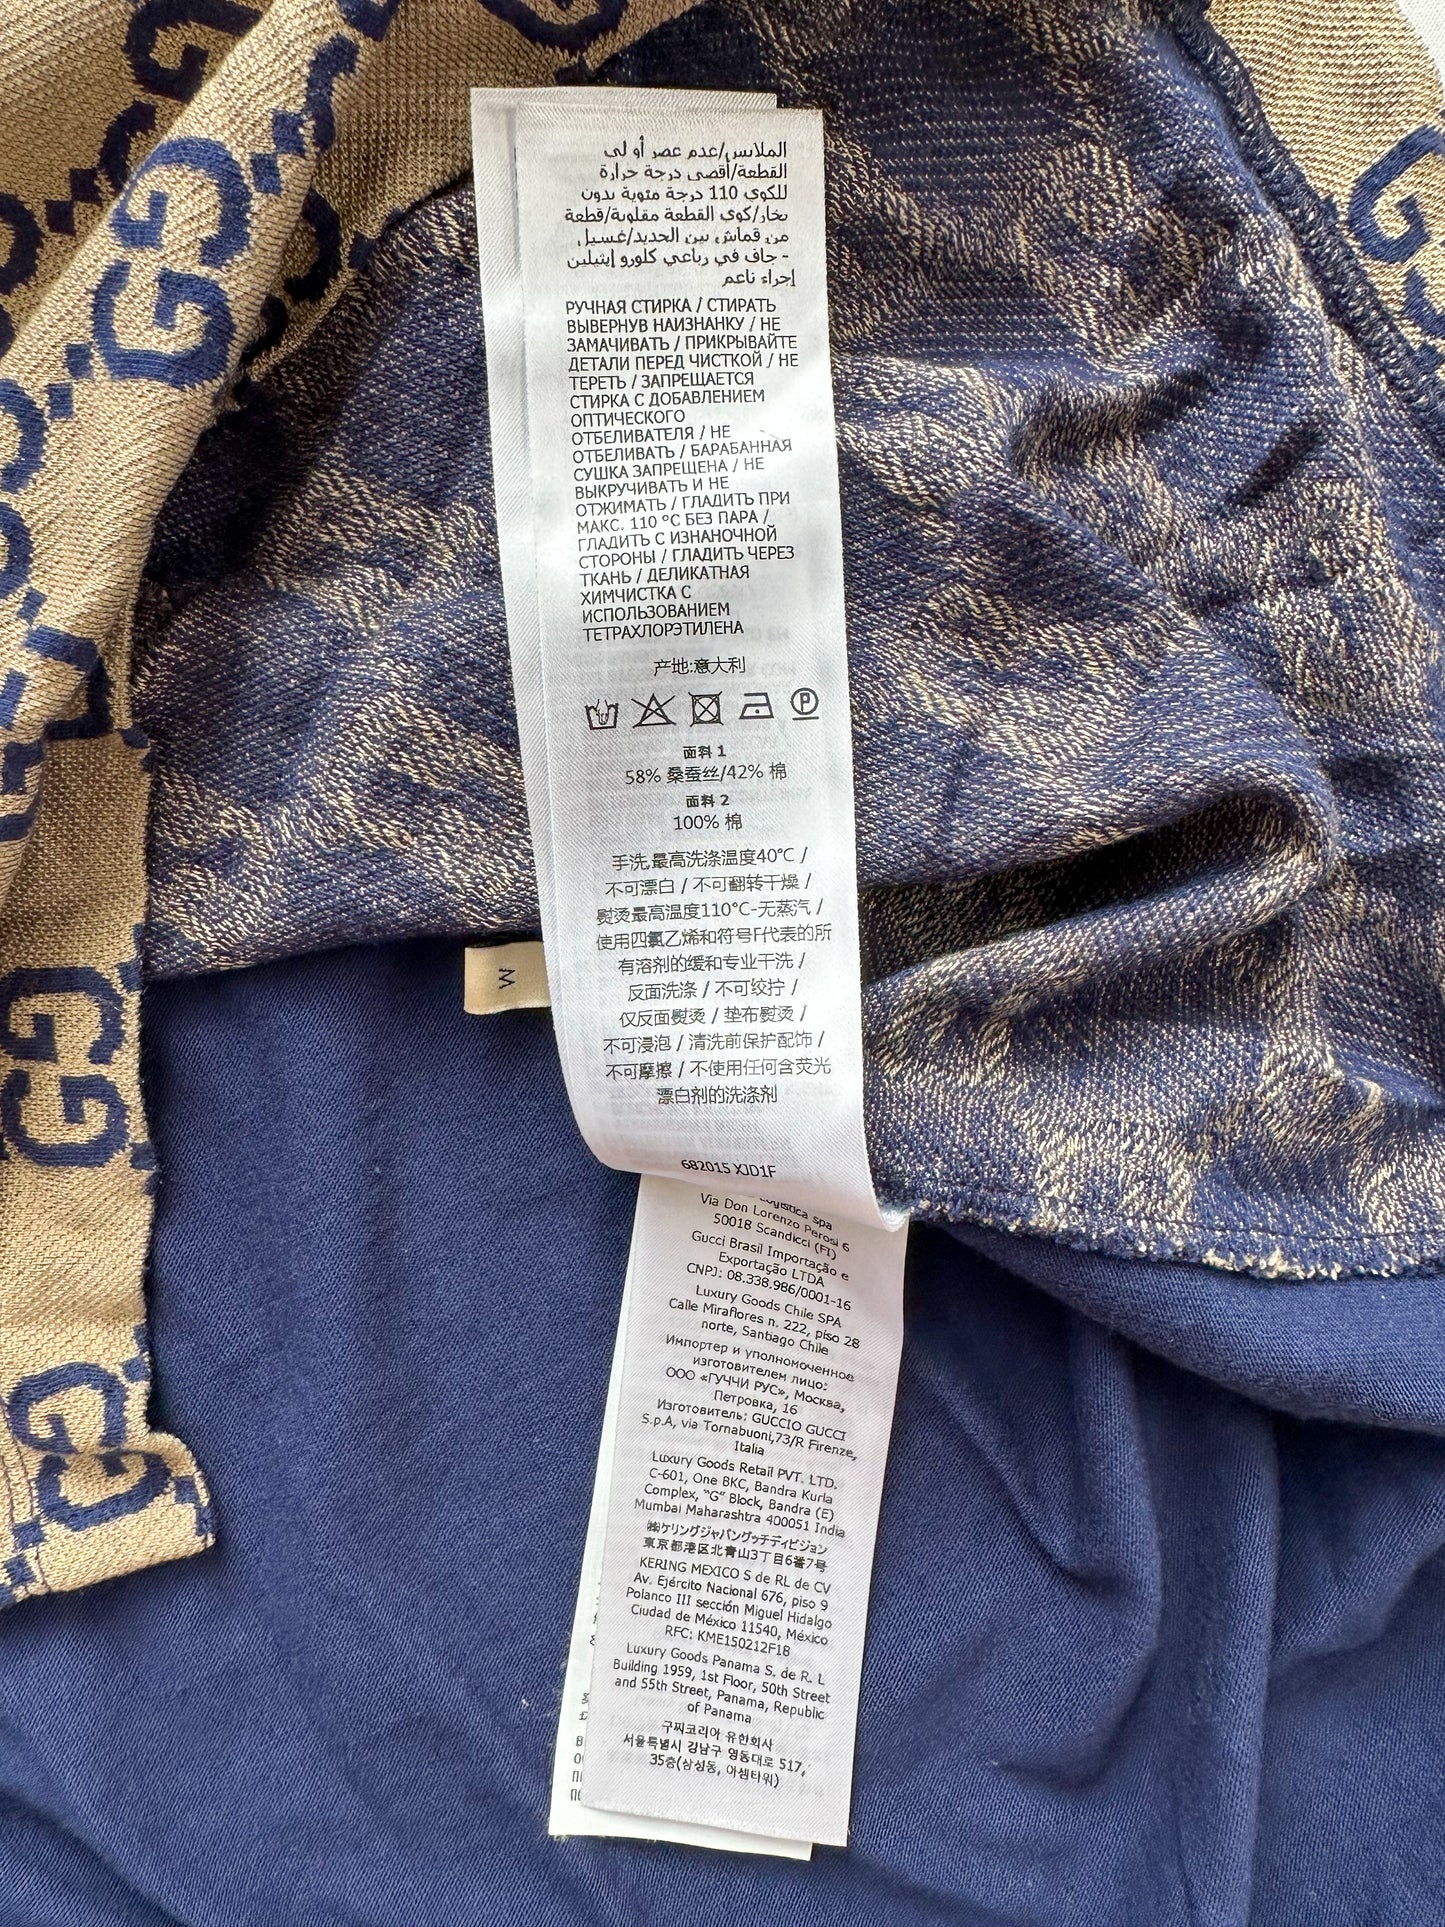 الملابس/عدم عصر أو لي
القطعة/أقصى درجة حرارة
للكوي 110 درجة مئوية بدون
بخار/كوي القطعة مقلوبة/قطعة
من قماش بين الحديد/غسيل
جاف في رباعي كلورو إيثيلين -
إجراء ناعم
РУЧНАЯ СТИРКА / СТИРАТЬ
ВЫВЕРНУВ НАИЗНАНКУ / НЕ
ЗАМАЧИВАТЬ / ПРИКРЫВАЙТЕ
ДЕТАЛИ ПЕРЕД ЧИСТКОЙ / НЕ
ТЕРЕТЬ / ЗАПРЕЩАЕТСЯ
СТИРКА С ДОБАВЛЕНИЕМ
ОПТИЧЕСКОГО
ОТБЕЛИВАТЕЛЯ / НЕ
ОТБЕЛИВАТЬ / БАРАБАННАЯ
СУШКА ЗАПРЕЩЕНА / НЕ
ВЫКРУЧИВАТЬ И НЕ
ОТЖИМАТЬ / ГЛАДИТЬ ПРИ
МАКС. 110 °C БЕЗ ПАРА /
ГЛАДИТЬ С ИЗНАНОЧНОЙ
СТОРОНЫ / ГЛАДИТЬ ЧЕРЕЗ
ТКАНЬ / ДЕЛИКАТНАЯ
ХИМЧИСТКА С
ИСПОЛЬЗОВАНИЕМ
ТЕТРАХЛОРЭТИЛЕНА
产地:意大利
P
面料 1
58% 桑蚕丝/42% 棉
面料 2
100% 棉
手洗,最高洗涤温度40°C /
不可漂白 / 不可翻转干燥 /
熨烫最高温度110°C-无蒸汽 /
使用四氯乙烯和符号F代表的所
有溶剂的缓和专业干洗 /
反面洗涤 / 不可绞拧 /
仅反面熨烫 / 垫布熨烫 /
不可浸泡 / 清洗前保护配饰 /
不可摩擦 / 不使用任何含荧光
漂白剂的洗涤剂
682015 XJD1F
M
Logistica spa
Via Don Lorenzo Perosi 6
50018 Scandicci (FI)
Gucci Brasil Importação e
Exportação LTDA
CNPJ: 08.338.986/0001-16
Luxury Goods Chile SPA
Calle Miraflores n. 222, piso 28
norte, Santiago Chile
Импортер и уполномоченное
изготовителем лицо:
ООО «ГУЧЧИ РУС», Москва,
Петровка, 16
Изготовитель: GUCCIO GUCCI
S.p.A, via Tornabuoni,73/R Firenze,
Italia
Luxury Goods Retail PVT. LTD.
C-601, One BKC, Bandra Kurla
Complex, "G" Block, Bandra (E)
Mumbai Maharashtra 400051 India
㈱ケリングジャパングッチディビジョン
東京都港区北青山3丁目6番7号
KERING MEXICO S de RL de CV
Av. Ejército Nacional 676, piso 9
Polanco III sección Miguel Hidalgo
Ciudad de México 11540, México
RFC: KME150212F18
Luxury Goods Panama S. de R. L
Building 1959, 1st Floor, 50th Street
and 55th Street, Panama, Republic
of Panama
구찌코리아 유한회사
서울특별시 강남구 영동대로 517,
35층(삼성동, 아셈타워)